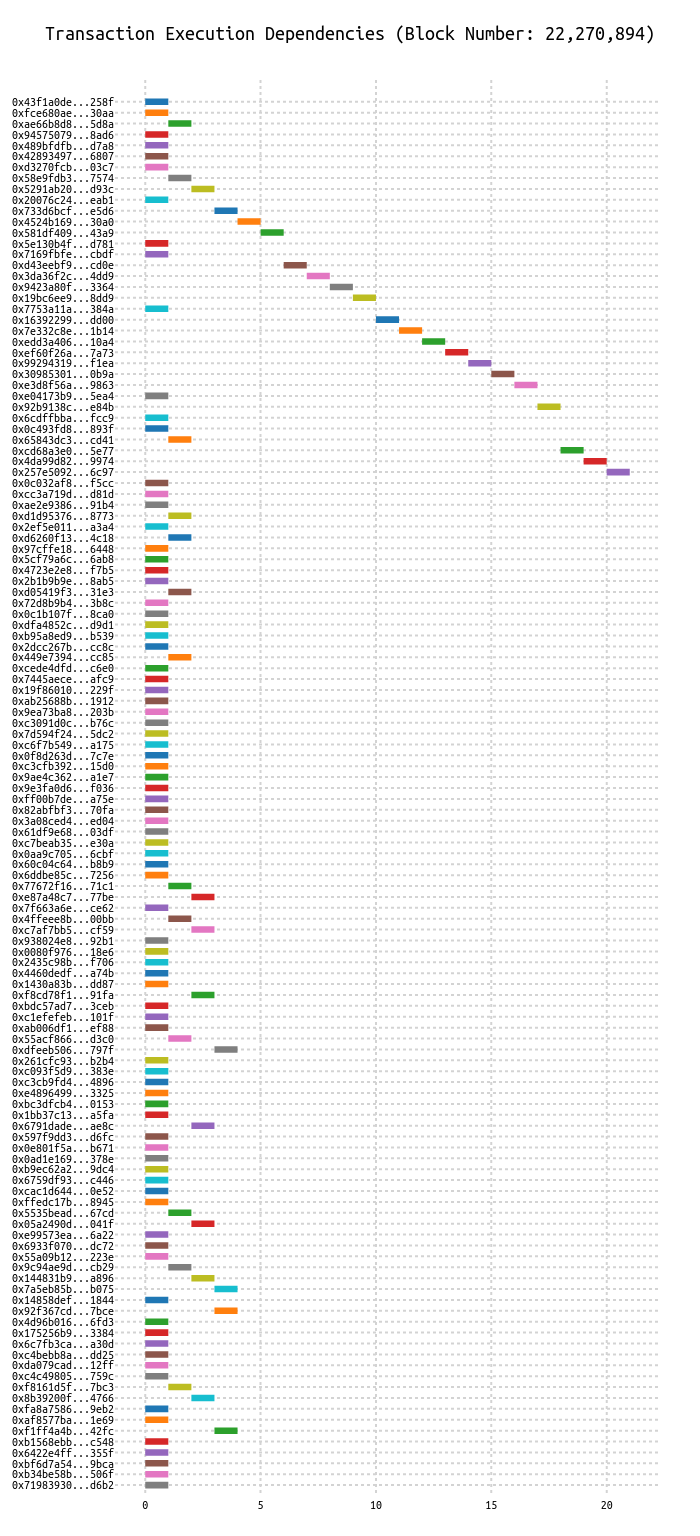 Transaction Execution Dependencies (Block Number: 22,270,894)
0x43f1a0de...258f
0xfce680ae...30aa
0xae66b8d8...5d8a
0x94575079...8ad6
0x489bfdfb...d7a8
0x42893497...6807
0xd3270fcb...03c7
0x58e9fdb3...7574
0x5291ab20...d93c
0x20076c24...eab1
0x733d6bcf...e5d6
0x4524b169...30a0
0x581df409...43a9
0x5e130b4f...d781
0x7169fbfe...cbdf
0xd43eebf9...cd0e
0x3da36f2c...4dd9
0x9423a80f...3364
0x19bc6ee9...8dd9
0x7753a11a...384a
0x16392299...dd00
0x7e332c8e...1b14
0xedd3a406...10a4
0xef60f26a...7a73
0x99294319...f1ea
0x30985301...0b9a
0xe3d8f56a...9863
0xe04173b9...5ea4
0x92b9138c...e84b
0x6cdffbba...fcc9
0x0c493fd8...893f
0x65843dc3...cd41
0xcd68a3e0...5e77
0x4da99d82...9974
0x257e5092...6c97
0x0c032af8...f5cc
0xcc3a719d...d81d
0xae2e9386...91b4
0xd1d95376...8773
0x2ef5e011...a3a4
0xd6260f13...4c18
0x97cffe18...6448
0x5cf79a6c...6ab8
0x4723e2e8...f7b5
0x2b1b9b9e...8ab5
0xd05419f3...31e3
0x72d8b9b4...3b8c
0x0c1b107f...8ca0
0xdfa4852c...d9d1
0xb95a8ed9...b539
0x2dcc267b...cc8c
0x449e7394...cc85
0xcede4dfd...c6e0
0x7445aece...afc9
0x19f86010...229f
0xab25688b...1912
0x9ea73ba8...203b
0xc3091d0c...b76c
0x7d594f24...5dc2
0xc6f7b549...a175
0x0f8d263d...7c7e
0xc3cfb392...15d0
0x9ae4c362...a1e7
0x9e3fa0d6...f036
0xff00b7de...a75e
0x82abfbf3...70fa
0x3a08ced4...ed04
0x61df9e68...03df
0xc7beab35...e30a
0x0aa9c705...6cbf
0x60c04c64...b8b9
0x6ddbe85c...7256
0x77672f16...71c1
0xe87a48c7...77be
0x7f663a6e...ce62
0x4ffeee8b...00bb
0xc7af7bb5...cf59
0x938024e8...92b1
0x0080f976...18e6
0x2435c98b...f706
0x4460dedf...a74b
0x1430a83b...dd87
0xf8cd78f1...91fa
0xbdc57ad7...3ceb
0xc1efefeb...101f
0xab006df1...ef88
0x55acf866...d3c0
0xdfeeb506...797f
0x261cfc93...b2b4
0xc093f5d9...383e
0xc3cb9fd4...4896
0xe4896499...3325
0xbc3dfcb4...0153
0x1bb37c13...a5fa
0x6791dade...ae8c
0x597f9dd3...d6fc
0x0e801f5a...b671
0x0ad1e169...378e
0xb9ec62a2...9dc4
0x6759df93...c446
0xcac1d644...0e52
0xffedc17b...8945
0x5535bead...67cd
0x05a2490d...041f
0xe99573ea...6a22
0x6933f070...dc72
0x55a09b12...223e
0x9c94ae9d...cb29
0x144831b9...a896
0x7a5eb85b...b075
0x14858def...1844
0x92f367cd...7bce
0x4d96b016...6fd3
0x175256b9...3384
0x6c7fb3ca...a30d
0xc4bebb8a...dd25
0xda079cad...12ff
0xc4c49805...759c
0xf8161d5f...7bc3
0x8b39200f...4766
0xfa8a7586...9eb2
0xaf8577ba...1e69
0xf1ff4a4b...42fc
0xb1568ebb...c548
0x6422e4ff...355f
0xbf6d7a54...9bca
0xb34be58b...506f
0x71983930...d6b2
0 5 10 15 20